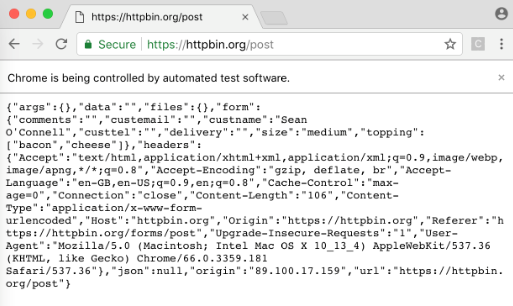 https://httpbin.org/post
Secure https://httpbin.org/post
Chrome is being controlled by automated test software.
{"args":{},"data":"","files":{},"form":
{"comments":"","custemail":"","custname":"Sean
O'Connell","custtel":"","delivery":"","size":"medium","topping":
["bacon","cheese"]},"headers":
{"Accept":"text/html,application/xhtml+xml,application/xml;q=0.9,image/webp,
image/apng,*/*;q=0.8","Accept-Encoding":"gzip, deflate, br","Accept-
Language":"en-GB,en-US;q=0.9,en;q=0.8","Cache-Control":"max-
age=0","Connection":"close","Content-Length":"106","Content-
Type":"application/x-www-form-
urlencoded","Host":"httpbin.org","Origin":"https://httpbin.org","Referer":"h
ttps://httpbin.org/forms/post","Upgrade-Insecure-Requests":"1","User-
Agent":"Mozilla/5.0 (Macintosh; Intel Mac OS X 10_13_4) AppleWebKit/537.36
(KHTML, like Gecko) Chrome/66.0.3359.181
Safari/537.36"},"json":null,"origin":"89.100.17.159","url":"https://httpbin.
org/post"}